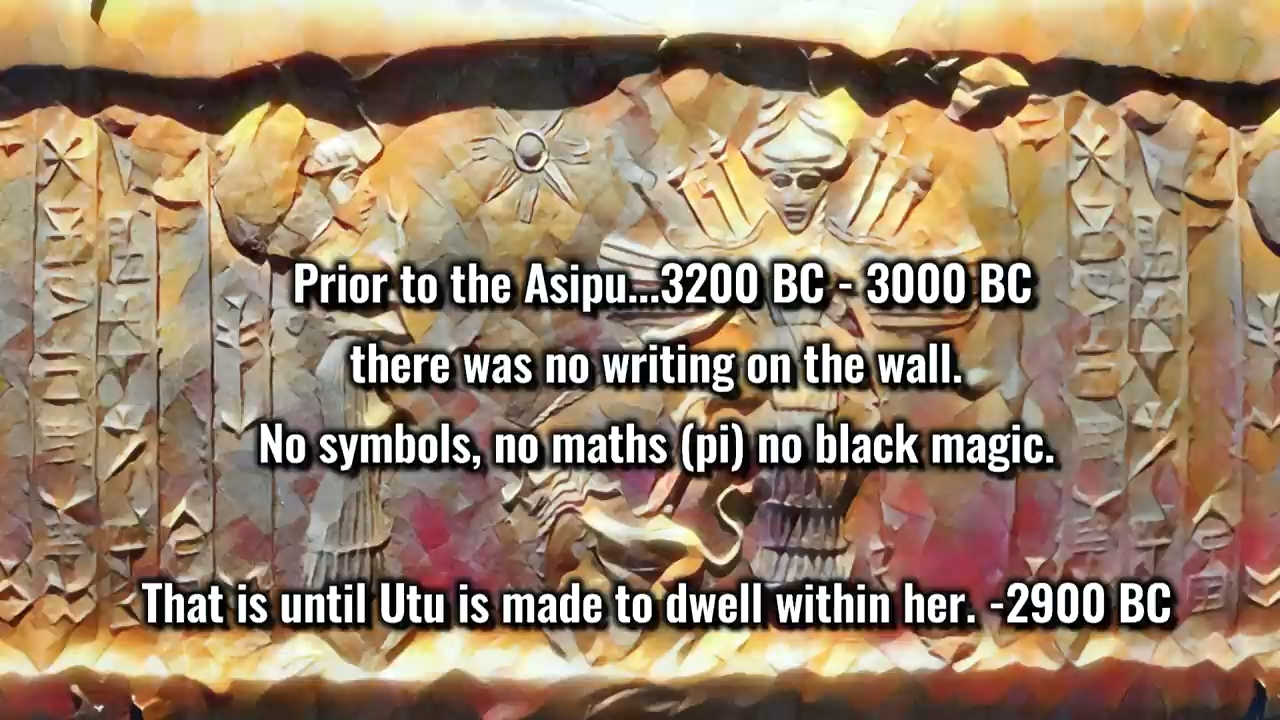 Prior to the Asipu...3200 BC - 3000 BC
there was no writing on the wall.
No symbols, no maths (pi) no black magic.
That is until Utu is made to dwell within her. -2900 BC